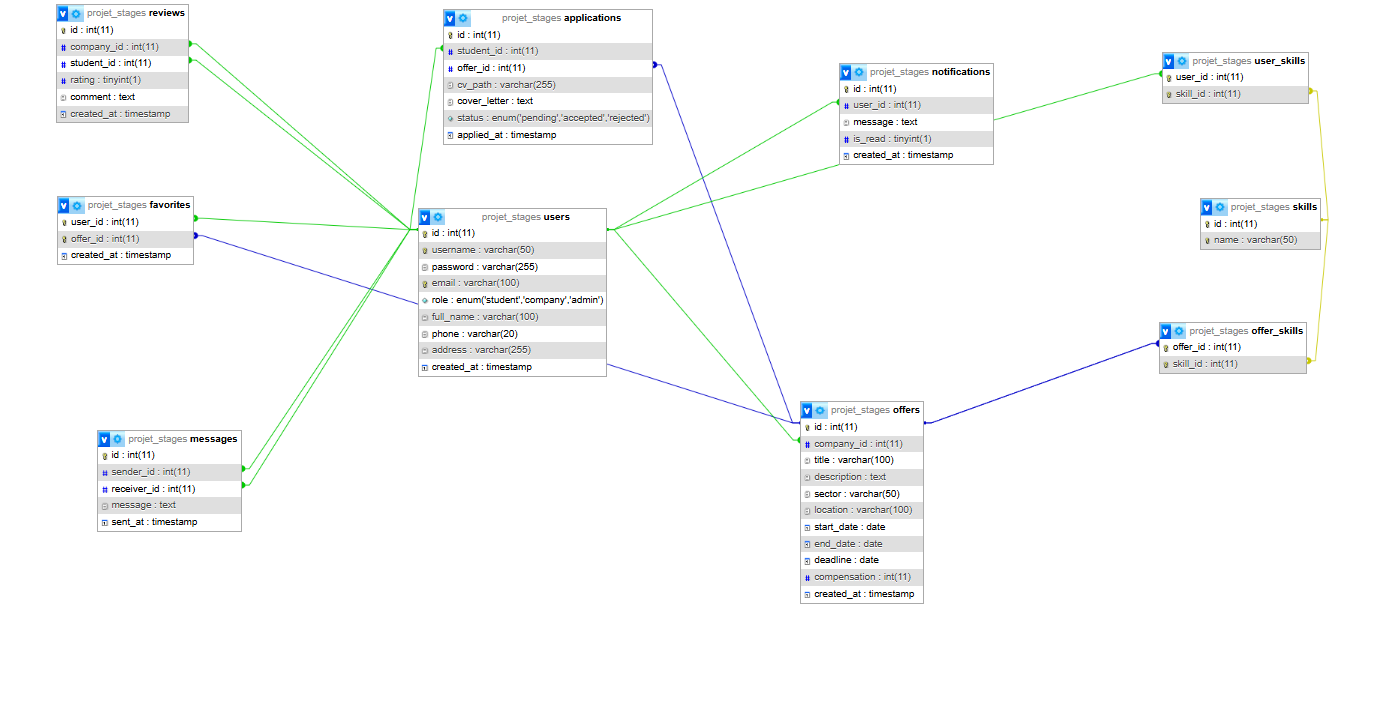 projet_stages reviews
id : int(11)
company_id : int(11)
student_id : int(11)
rating : tinyint(1)
comment : text
created_at : timestamp
projet_stages applications
id : int(11)
student_id : int(11)
offer_id : int(11)
cv_path : varchar(255)
cover_letter : text
status : enum('pending','accepted','rejected')
applied_at : timestamp
projet_stages notifications
id : int(11)
user_id : int(11)
message : text
is_read : tinyint(1)
created_at : timestamp
projet_stages user_skills
user_id : int(11)
skill_id : int(11)
projet_stages favorites
user_id : int(11)
offer_id : int(11)
created_at : timestamp
projet_stages users
id : int(11)
username : varchar(50)
password : varchar(255)
email : varchar(100)
role : enum('student','company','admin')
full_name : varchar(100)
phone : varchar(20)
address : varchar(255)
created_at : timestamp
projet_stages skills
id : int(11)
name : varchar(50)
projet_stages offer_skills
offer_id : int(11)
skill_id : int(11)
projet_stages messages
id : int(11)
sender_id : int(11)
receiver_id : int(11)
message : text
sent_at : timestamp
projet_stages offers
id : int(11)
company_id : int(11)
title : varchar(100)
description : text
sector : varchar(50)
location : varchar(100)
start_date : date
end_date : date
deadline : date
compensation : int(11)
created_at : timestamp